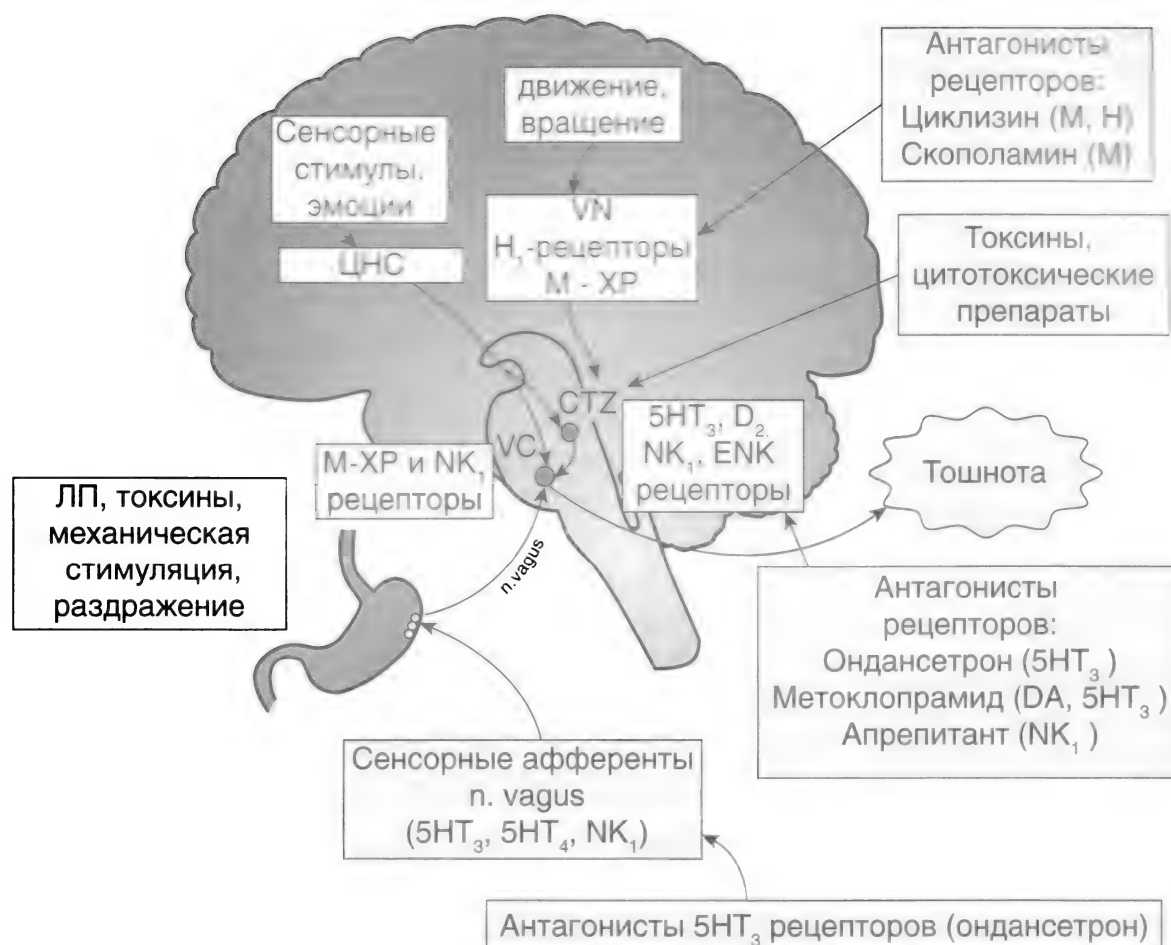 Антагонисты
рецепторов:
Циклизин (М, Н)
Скополамин (М)
движение,
вращение
Сенсорные
стимулы,
эмоции
ЦНС
VN
H₁-рецепторы
М - ХР
Токсины,
цитотоксические
препараты
CTZ
VC
5HT₃, D₂,
NK₁, ENK
рецепторы
М-ХР и NK₁
рецепторы
Тошнота
ЛП, токсины,
механическая
стимуляция,
раздражение
n.vagus
Антагонисты
рецепторов:
Ондансетрон (5HT₃ )
Метоклопрамид (DA, 5HT₃ )
Апрепитант (NK₁ )
Сенсорные афференты
n. vagus
(5HT₃, 5HT₄, NK₁)
Антагонисты 5HT₃ рецепторов (ондансетрон)